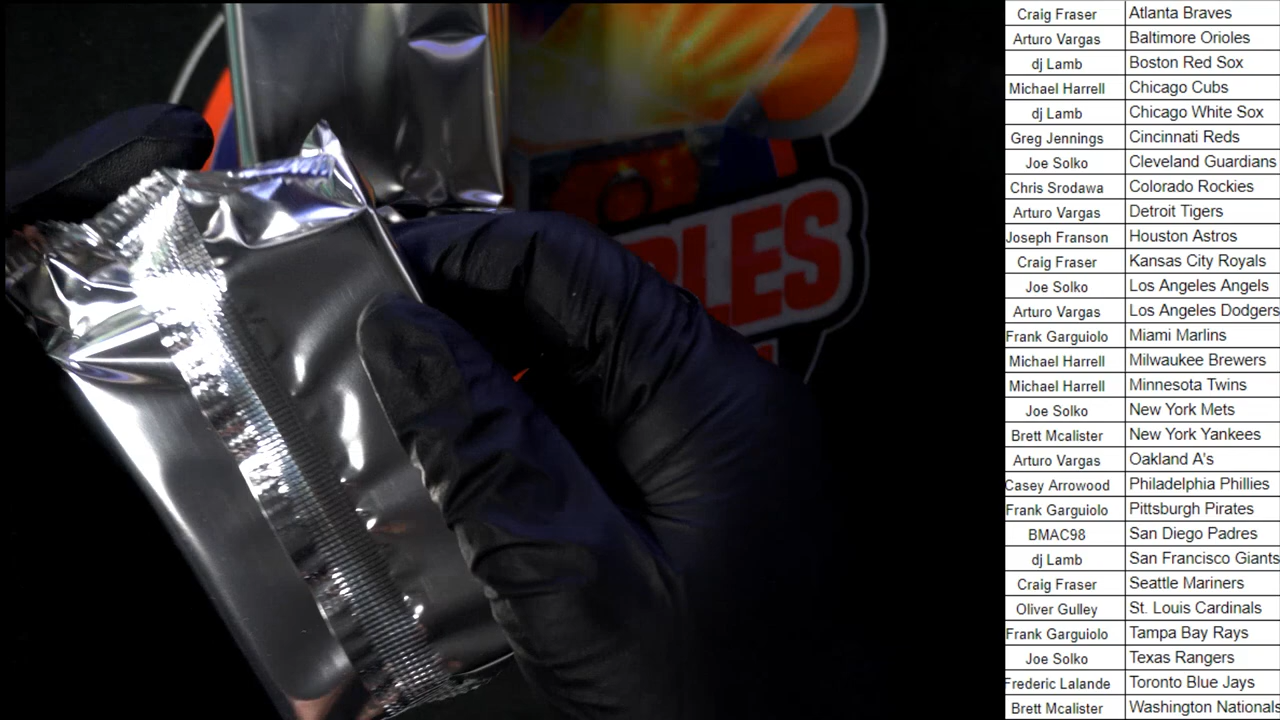 PLES
Craig Fraser Atlanta Braves
Arturo Vargas Baltimore Orioles
dj Lamb Boston Red Sox
Michael Harrell Chicago Cubs
dj Lamb Chicago White Sox
Greg Jennings Cincinnati Reds
Joe Solko Cleveland Guardians
Chris Srodawa Colorado Rockies
Arturo Vargas Detroit Tigers
Joseph Franson Houston Astros
Craig Fraser Kansas City Royals
Joe Solko Los Angeles Angels
Arturo Vargas Los Angeles Dodgers
Frank Garguiolo Miami Marlins
Michael Harrell Milwaukee Brewers
Michael Harrell Minnesota Twins
Joe Solko New York Mets
Brett Mcalister New York Yankees
Arturo Vargas Oakland A's
Casey Arrowood Philadelphia Phillies
Frank Garguiolo Pittsburgh Pirates
BMAC98 San Diego Padres
dj Lamb San Francisco Giants
Craig Fraser Seattle Mariners
Oliver Gulley St. Louis Cardinals
Frank Garguiolo Tampa Bay Rays
Joe Solko Texas Rangers
Frederic Lalande Toronto Blue Jays
Brett Mcalister Washington Nationals